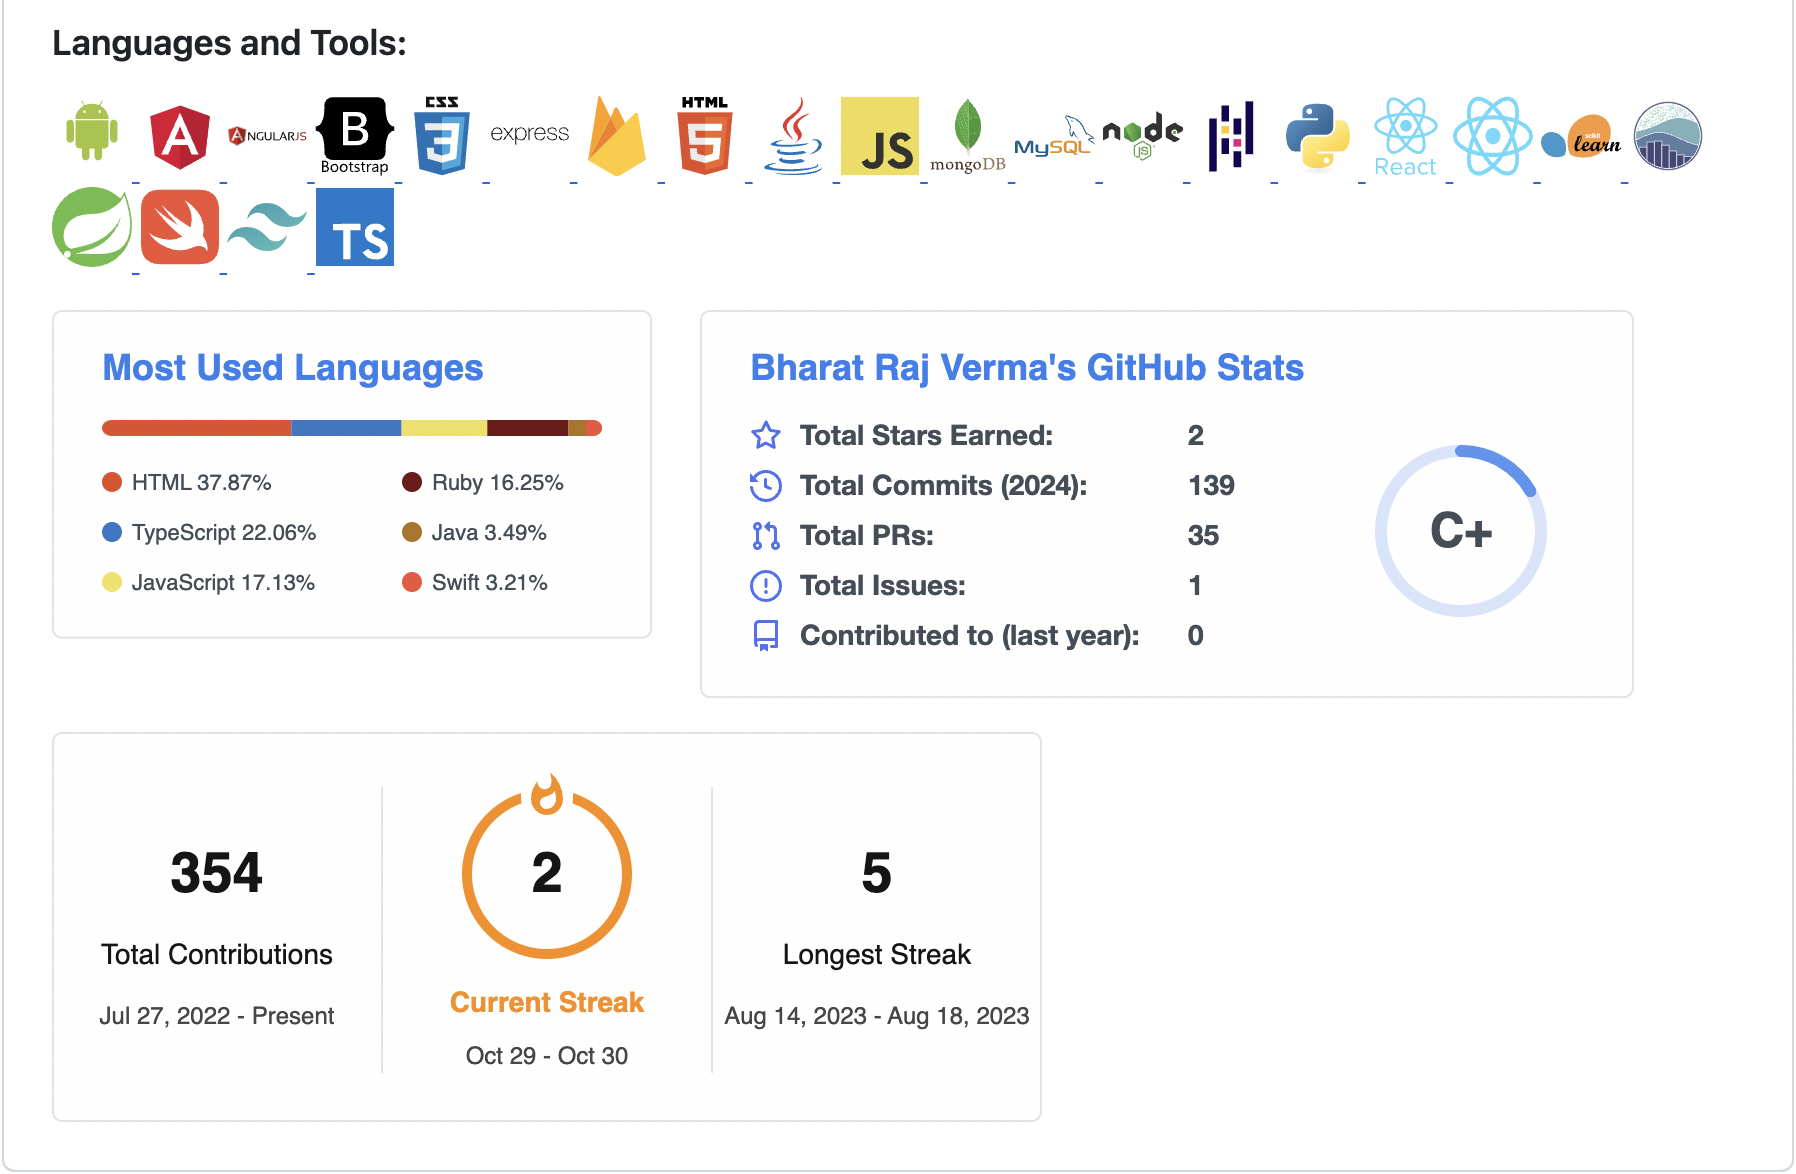 Languages and Tools:
A NGULARJS B Bootstrap CSS 3 express HTML 5 JS mongoDB MySQL node JS React scikit learn
TS
Most Used Languages
HTML 37.87%
TypeScript 22.06%
JavaScript 17.13%
Ruby 16.25%
Java 3.49%
Swift 3.21%
Bharat Raj Verma's GitHub Stats
Total Stars Earned: 2
Total Commits (2024): 139
Total PRs: 35
Total Issues: 1
Contributed to (last year): 0
C+
354
Total Contributions
Jul 27, 2022 - Present
2
Current Streak
Oct 29 - Oct 30
5
Longest Streak
Aug 14, 2023 - Aug 18, 2023